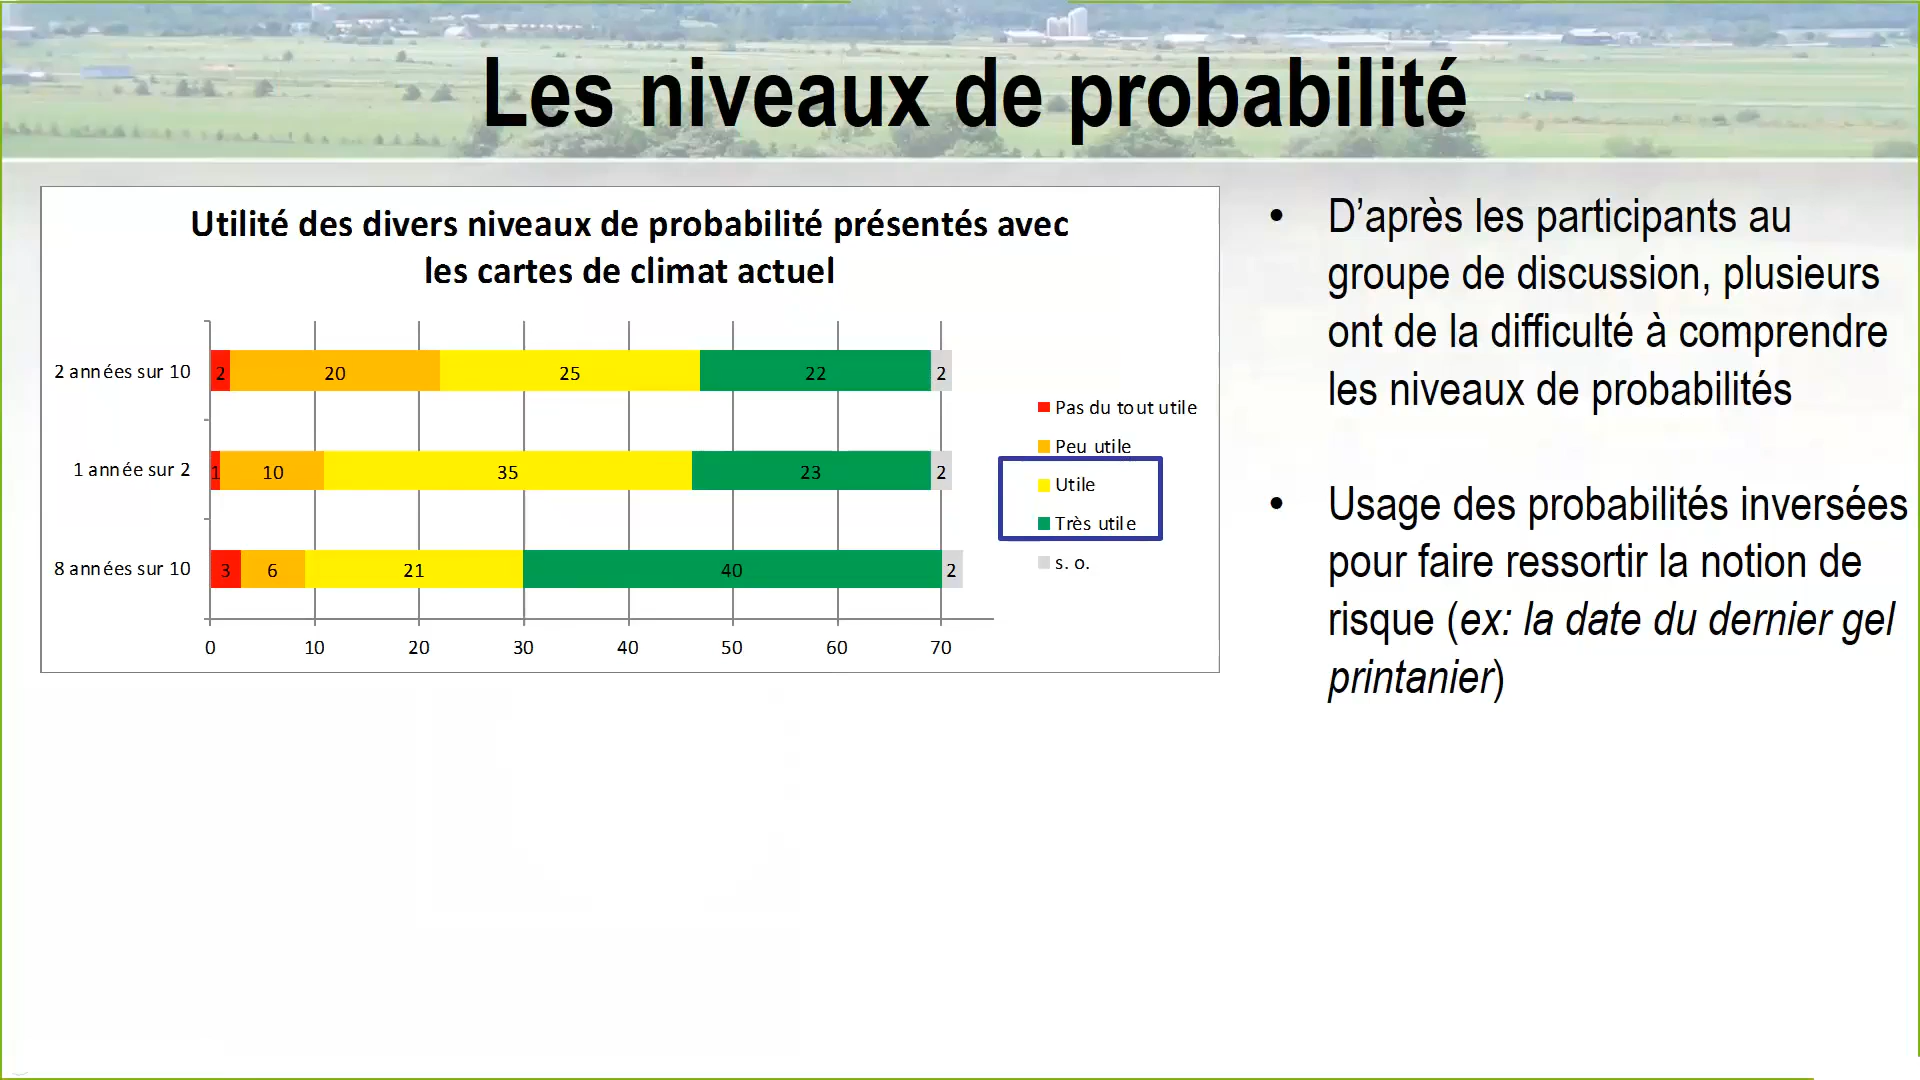 Les niveaux de probabilité
Utilité des divers niveaux de probabilité présentés avec
les cartes de climat actuel
2 années sur 10
2 20 25 22 2
1 année sur 2
1 10 35 23 2
8 années sur 10
3 6 21 40 2
0 10 20 30 40 50 60 70
Pas du tout utile
Peu utile
Utile
Très utile
s. o.
• D’après les participants au
groupe de discussion, plusieurs
ont de la difficulté à comprendre
les niveaux de probabilités
• Usage des probabilités inversées
pour faire ressortir la notion de
risque (ex: la date du dernier gel
printanier)